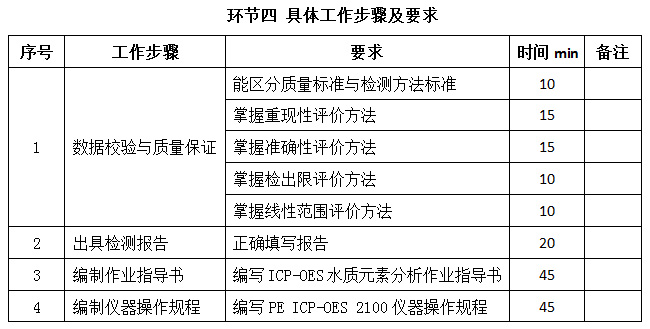 环节四 具体工作步骤及要求
序号 工作步骤 要求 时间 min 备注
1 数据校验与质量保证 能区分质量标准与检测方法标准 10
掌握重现性评价方法 15
掌握准确性评价方法 15
掌握检出限评价方法 10
掌握线性范围评价方法 10
2 出具检测报告 正确填写报告 20
3 编制作业指导书 编写 ICP-OES 水质元素分析作业指导书 45
4 编制仪器操作规程 编写 PE ICP-OES 2100 仪器操作规程 45